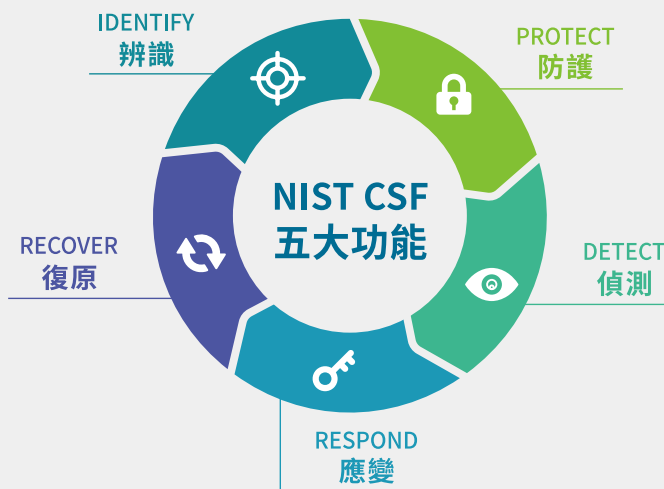 IDENTIFY
辨識
PROTECT
防護
NIST CSF
五大功能
RECOVER
復原
DETECT
偵測
RESPOND
應變